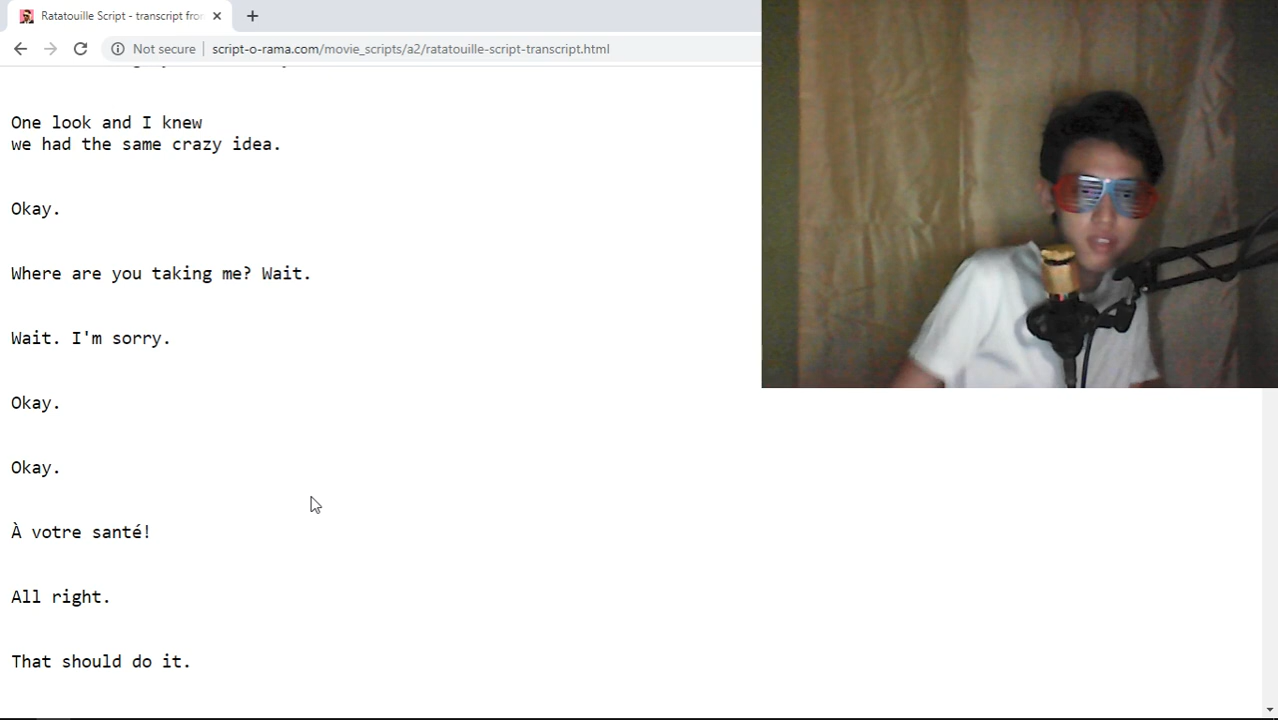 Ratatouille Script - transcript fro
Not secure
script-o-rama.com/movie_scripts/a2/ratatouille-script-transcript.html
One look and I knew
we had the same crazy idea.
Okay.
Where are you taking me? Wait.
Wait. I'm sorry.
Okay.
Okay.
À votre santé!
All right.
That should do it.